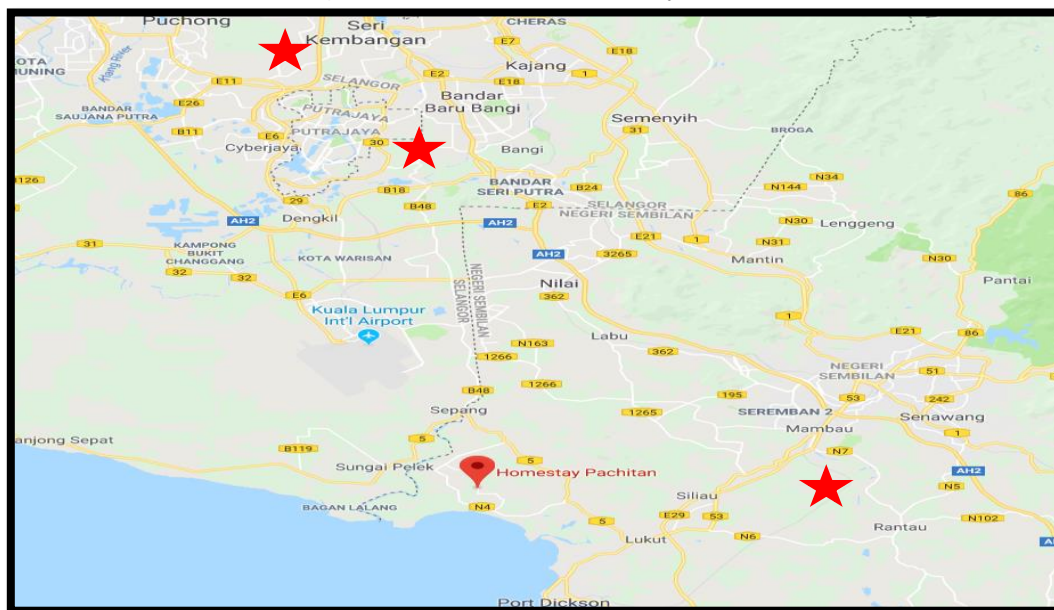 Puchong
Seri
Kembangan
CHERAS
E7
E18
Kajang
1
E2
E18
OTA
UNING
Klang River
E11
SELANGOR
E26
BANDAR
SAUJANA PUTRA
PUTRAJAYA
Bandar
Baru Bangi
Semenyih
31
BROGA
B11
E6
PUTRAJAYA
Cyberjaya
30
Bangi
B126
B18
BANDAR
SERI PUTRA
B24
N34
N144
86
29
B48
E2
SELANGOR
NEGERI SEMBILAN
AH2
Dengkil
AH2
N30
Lenggeng
31
KAMPONG
BUKIT
CHANGGANG
KOTA WARISAN
E21
1
N31
AH2
3265
Mantin
N30
32
32
NEGERI SEMBILAN
SELANGOR
Nilai
Pantai
E6
362
Kuala Lumpur
Int'l Airport
1
E21
86
N163
Labu
362
1266
NEGERI
SEMBILAN
51
1266
B48
195
53
242
Sepang
1265
SEREMBAN 2
Senawang
Mambau
1
anjong Sepat
5
B119
N7
Sungai Pelek
5
Homestay Pachitan
AH2
N5
BAGAN LALANG
N4
Siliau
E29
53
N102
5
Rantau
Lukut
N6
Port Dickson